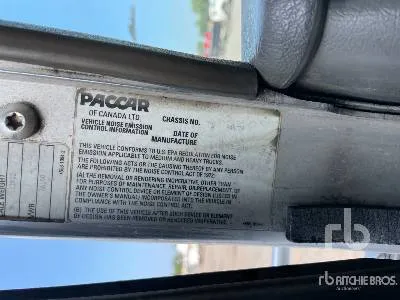 PACCAR
OF CANADA LTD.
VEHICLE NOISE EMISSION
CONTROL INFORMATION
CHASSIS NO.
DATE OF
MANUFACTURE
THIS VEHICLE CONFORMS TO U.S. EPA REGULATION FOR NOISE
EMISSION APPLICABLE TO MEDIUM AND HEAVY TRUCKS.
THE FOLLOWING ACTS OR THE CAUSING THEREOF BY ANY PERSON
ARE PROHIBITED BY THE NOISE CONTROL ACT OF 1972:
(A) THE REMOVAL OR RENDERING INOPERATIVE, OTHER THAN
FOR PURPOSES OF MAINTENANCE, REPAIR, OR REPLACEMENT, OF
ANY NOISE CONTROL DEVICE OR ELEMENT OF DESIGN (LISTED IN
THE OWNER'S MANUAL) INCORPORATED INTO THIS VEHICLE IN
COMPLIANCE WITH THE NOISE CONTROL ACT.
(B) THE USE OF THIS VEHICLE AFTER SUCH DEVICE OR ELEMENT
OF DESIGN HAS BEEN REMOVED OR RENDERED INOPERATIVE.
rb
rb RITCHIE BROS.
Auctioneers